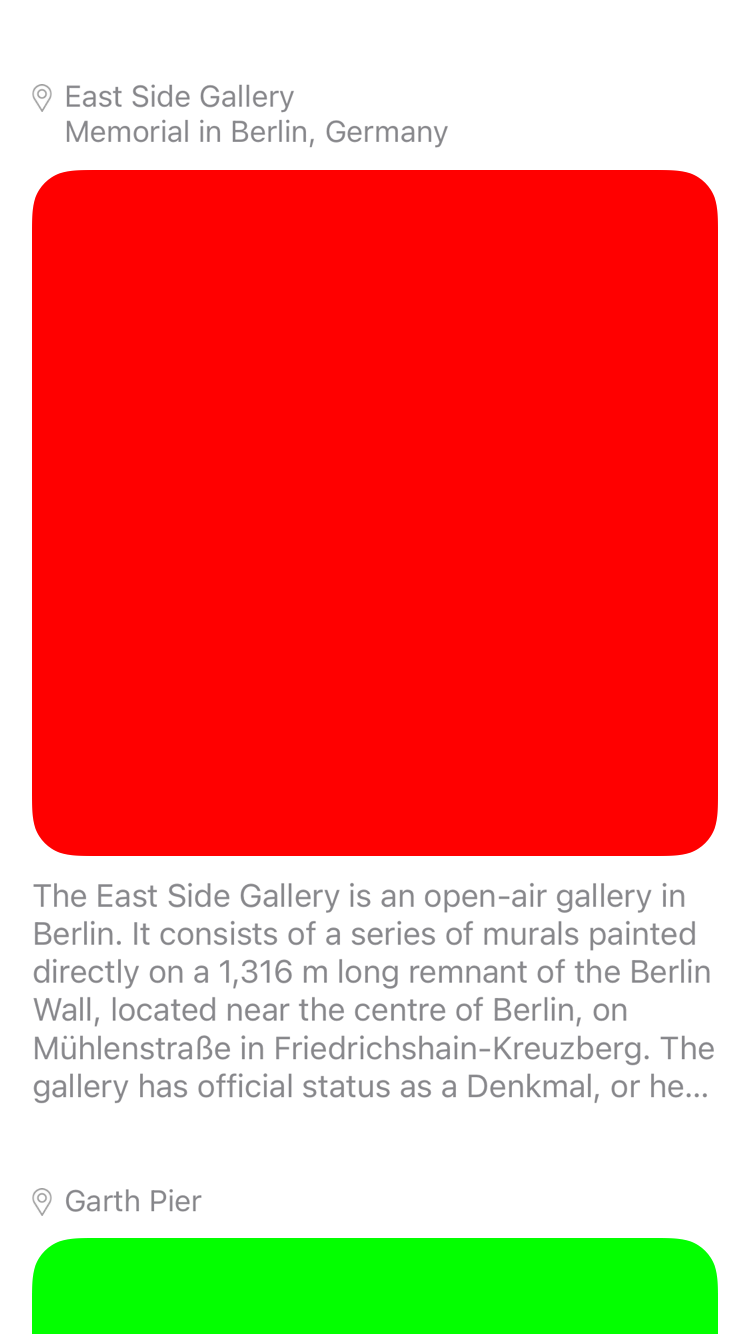 East Side Gallery
Memorial in Berlin, Germany
The East Side Gallery is an open-air gallery in
Berlin. It consists of a series of murals painted
directly on a 1,316 m long remnant of the Berlin
Wall, located near the centre of Berlin, on
Mühlenstraße in Friedrichshain-Kreuzberg. The
gallery has official status as a Denkmal, or he...
Garth Pier